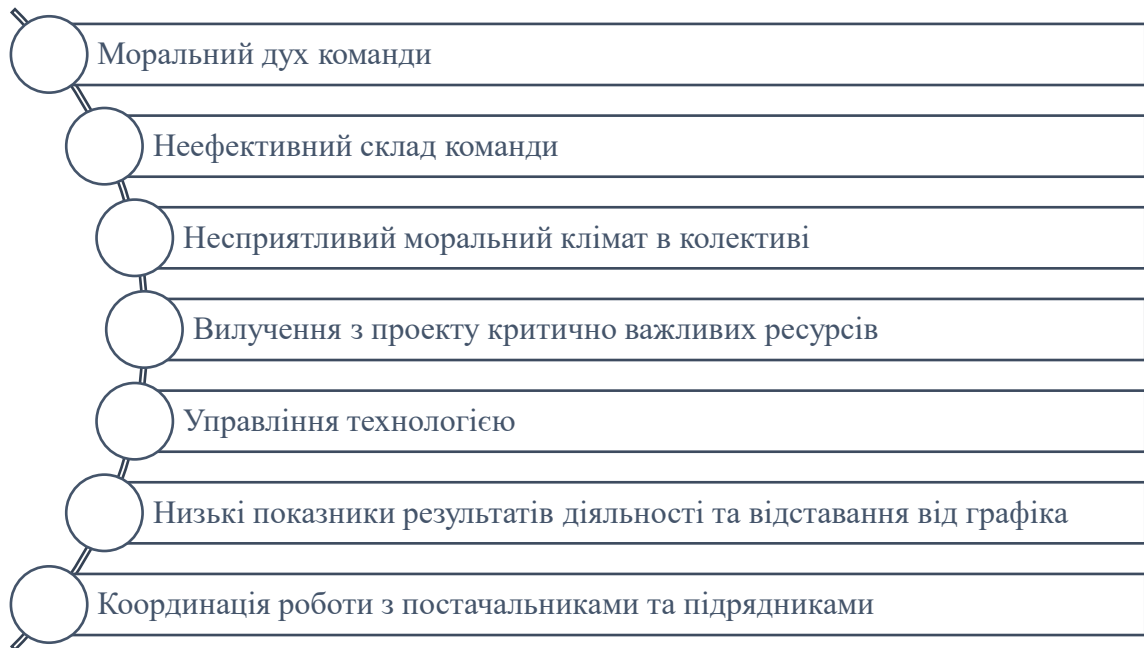 Моральний дух команди
Неефективний склад команди
Несприятливий моральний клімат в колективі
Вилучення з проекту критично важливих ресурсів
Управління технологією
Низькі показники результатів діяльності та відставання від графіка
Координація роботи з постачальниками та підрядниками